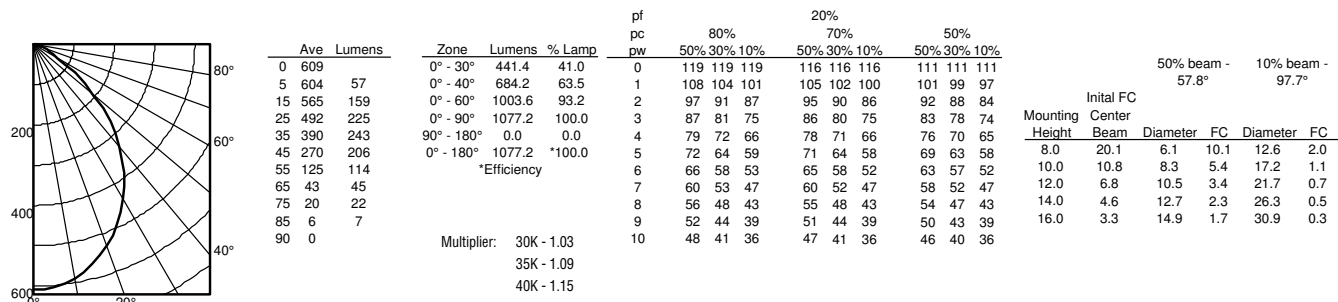 80°
60°
40°
20°
0°
200
400
600
Ave Lumens
0 609
5 604 57
15 565 159
25 492 225
35 390 243
45 270 206
55 125 114
65 43 45
75 20 22
85 6 7
90 0
Zone Lumens % Lamp
0° - 30° 441.4 41.0
0° - 40° 684.2 63.5
0° - 60° 1003.6 93.2
0° - 90° 1077.2 100.0
90° - 180° 0.0 0.0
0° - 180° 1077.2 *100.0
*Efficiency
Multiplier: 30K - 1.03
35K - 1.09
40K - 1.15
pf 20%
pc 80% 70% 50%
pw 50% 30% 10% 50% 30% 10% 50% 30% 10%
0 119 119 119 116 116 116 111 111 111
1 108 104 101 105 102 100 101 99 97
2 97 91 87 95 90 86 92 88 84
3 87 81 75 86 80 75 83 78 74
4 79 72 66 78 71 66 76 70 65
5 72 64 59 71 64 58 69 63 58
6 66 58 53 65 58 52 63 57 52
7 60 53 47 60 52 47 58 52 47
8 56 48 43 55 48 43 54 47 43
9 52 44 39 51 44 39 50 43 39
10 48 41 36 47 41 36 46 40 36
50% beam - 10% beam -
57.8° 97.7°
Inital FC
Mounting Center
Height Beam Diameter FC Diameter FC
8.0 20.1 6.1 10.1 12.6 2.0
10.0 10.8 8.3 5.4 17.2 1.1
12.0 6.8 10.5 3.4 21.7 0.7
14.0 4.6 12.7 2.3 26.3 0.5
16.0 3.3 14.9 1.7 30.9 0.3